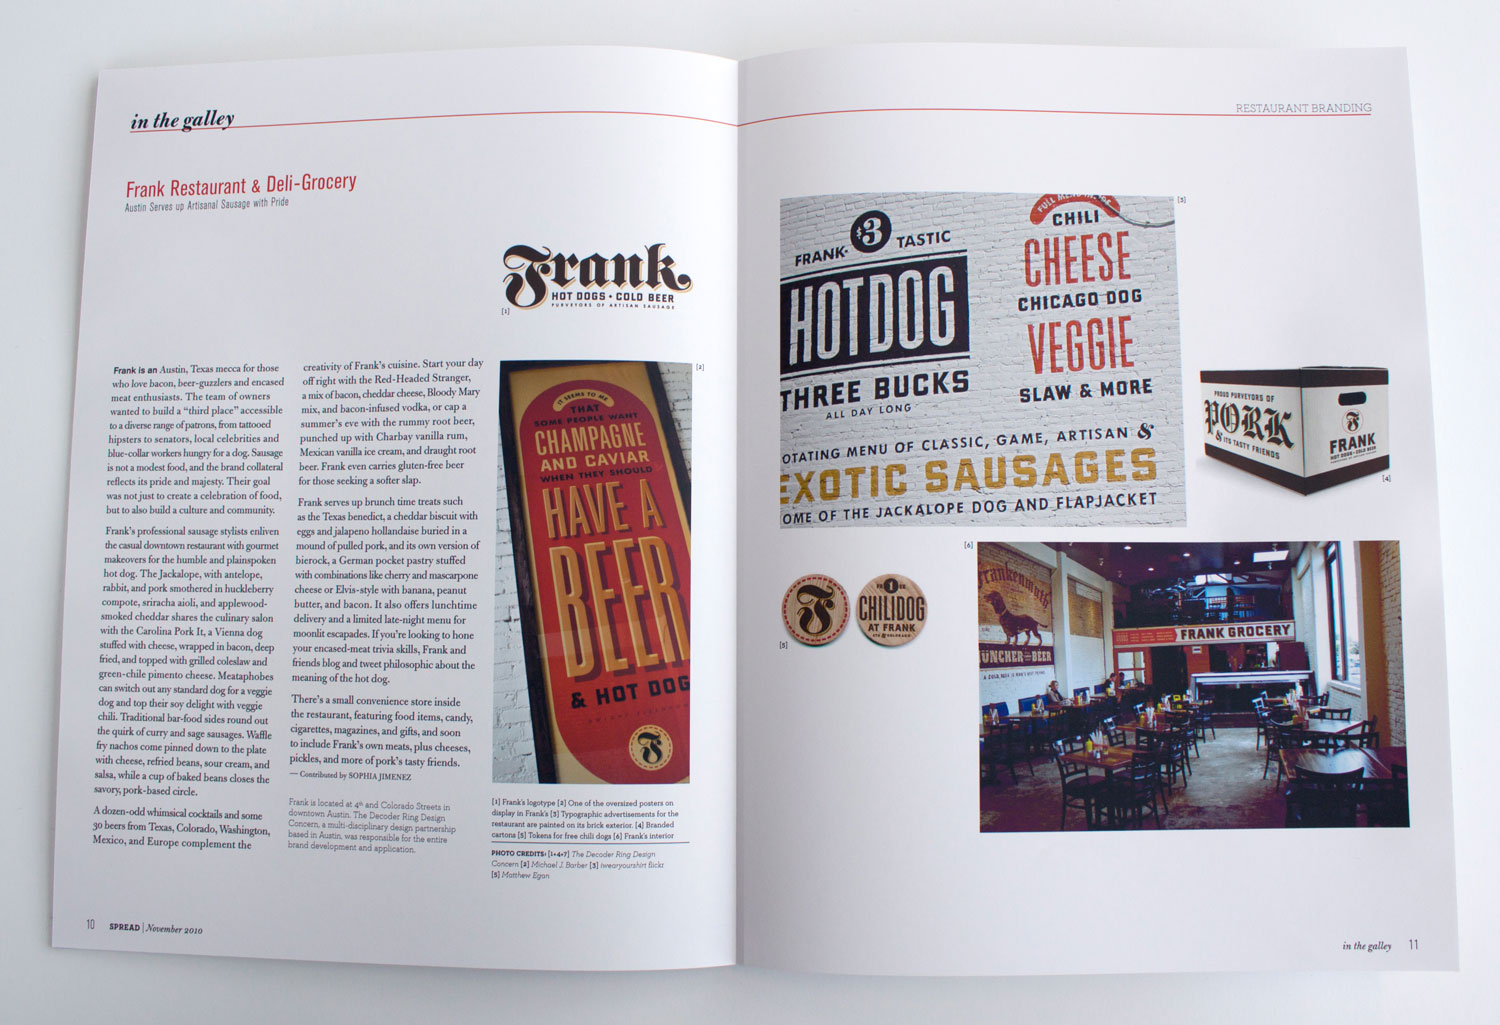 in the galley
Frank Restaurant & Deli-Grocery
Austin Serves up Artisanal Sausage with Pride
Frank
HOT DOGS • COLD BEER
PURVEYORS OF ARTISAN SAUSAGE
[1]
Frank is an Austin, Texas mecca for those
who love bacon, beer-guzzlers and encased
meat enthusiasts. The team of owners
wanted to build a “third place” accessible
to a diverse range of patrons, from tattooed
hipsters to senators, local celebrities and
blue-collar workers hungry for a dog. Sausage
is not a modest food, and the brand collateral
reflects its pride and majesty. Their goal
was not just to create a celebration of food,
but to also build a culture and community.
Frank’s professional sausage stylists enliven
the casual downtown restaurant with gourmet
makeovers for the humble and plainspoken
hot dog. The Jackalope, with antelope,
rabbit, and pork smothered in huckleberry
compote, sriracha aioli, and applewood-
smoked cheddar shares the culinary salon
with the Carolina Pork It, a Vienna dog
stuffed with cheese, wrapped in bacon, deep
fried, and topped with grilled coleslaw and
green-chile pimento cheese. Meataphobes
can switch out any standard dog for a veggie
dog and top their soy delight with veggie
chili. Traditional bar-food sides round out
the quirk of curry and sage sausages. Waffle
fry nachos come pinned down to the plate
with cheese, refried beans, sour cream, and
salsa, while a cup of baked beans closes the
savory, pork-based circle.
A dozen-odd whimsical cocktails and some
30 beers from Texas, Colorado, Washington,
Mexico, and Europe complement the
creativity of Frank’s cuisine. Start your day
off right with the Red-Headed Stranger,
a mix of bacon, cheddar cheese, Bloody Mary
mix, and bacon-infused vodka, or cap a
summer’s eve with the rummy root beer,
punched up with Charbay vanilla rum,
Mexican vanilla ice cream, and draught root
beer. Frank even carries gluten-free beer
for those seeking a softer slap.
Frank serves up brunch time treats such
as the Texas benedict, a cheddar biscuit with
eggs and jalapeno hollandaise buried in a
mound of pulled pork, and its own version of
bierock, a German pocket pastry stuffed
with combinations like cherry and mascarpone
cheese or Elvis-style with banana, peanut
butter, and bacon. It also offers lunchtime
delivery and a limited late-night menu for
moonlit escapades. If you’re looking to hone
your encased-meat trivia skills, Frank and
friends blog and tweet philosophic about the
meaning of the hot dog.
There’s a small convenience store inside
the restaurant, featuring food items, candy,
cigarettes, magazines, and gifts, and soon
to include Frank’s own meats, plus cheeses,
pickles, and more of pork’s tasty friends.
— Contributed by SOPHIA JIMENEZ
Frank is located at 4th and Colorado Streets in
downtown Austin. The Decoder Ring Design
Concern, a multi-disciplinary design partnership
based in Austin, was responsible for the entire
brand development and application.
[2]
IT SEEMS TO ME
THAT
SOME PEOPLE WANT
CHAMPAGNE
AND CAVIAR
WHEN THEY SHOULD
HAVE A
BEER
& HOT DOG
F
[1] Frank’s logotype [2] One of the oversized posters on
display in Frank’s [3] Typographic advertisements for the
restaurant are painted on its brick exterior. [4] Branded
cartons [5] Tokens for free chili dogs [6] Frank’s interior
PHOTO CREDITS: [1•4•7] The Decoder Ring Design
Concern [2] Michael J. Barber [3] iwearyourshirt flickr
[5] Matthew Egan
10 SPREAD | November 2010
RESTAURANT BRANDING
[3]
FRANK- $3 TASTIC
HOTDOG
THREE BUCKS
ALL DAY LONG
FULL MENU INSIDE
CHILI
CHEESE
CHICAGO DOG
VEGGIE
SLAW & MORE
OTATING MENU OF CLASSIC, GAME, ARTISAN &
EXOTIC SAUSAGES
OME OF THE JACKALOPE DOG AND FLAPJACKET
PROUD PURVEYORS OF
PORK
& ITS TASTY FRIENDS
F
FRANK
HOT DOGS • COLD BEER
[4]
[5]
F
1
CHILIDOG
AT FRANK
4TH @ COLORADO
[6]
Frankenmuth
MÜNCHER BEER
A DOG, BEER IS MAN'S BEST FRIEND
FRANK GROCERY
in the galley 11